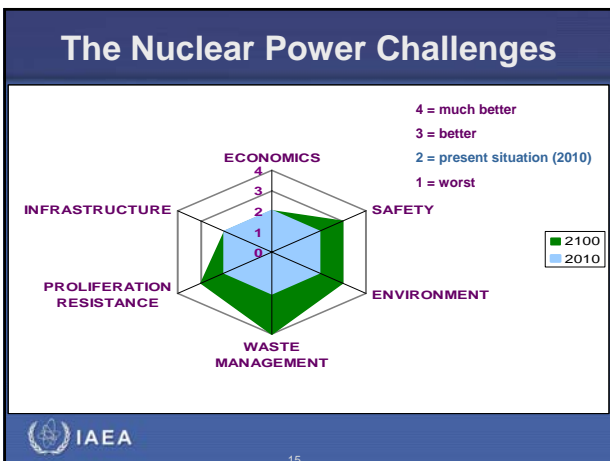 The Nuclear Power Challenges
4 = much better
3 = better
2 = present situation (2010)
1 = worst
ECONOMICS
4
3
2
1
0
INFRASTRUCTURE
SAFETY
2100
2010
PROLIFERATION
RESISTANCE
ENVIRONMENT
WASTE
MANAGEMENT
IAEA
15